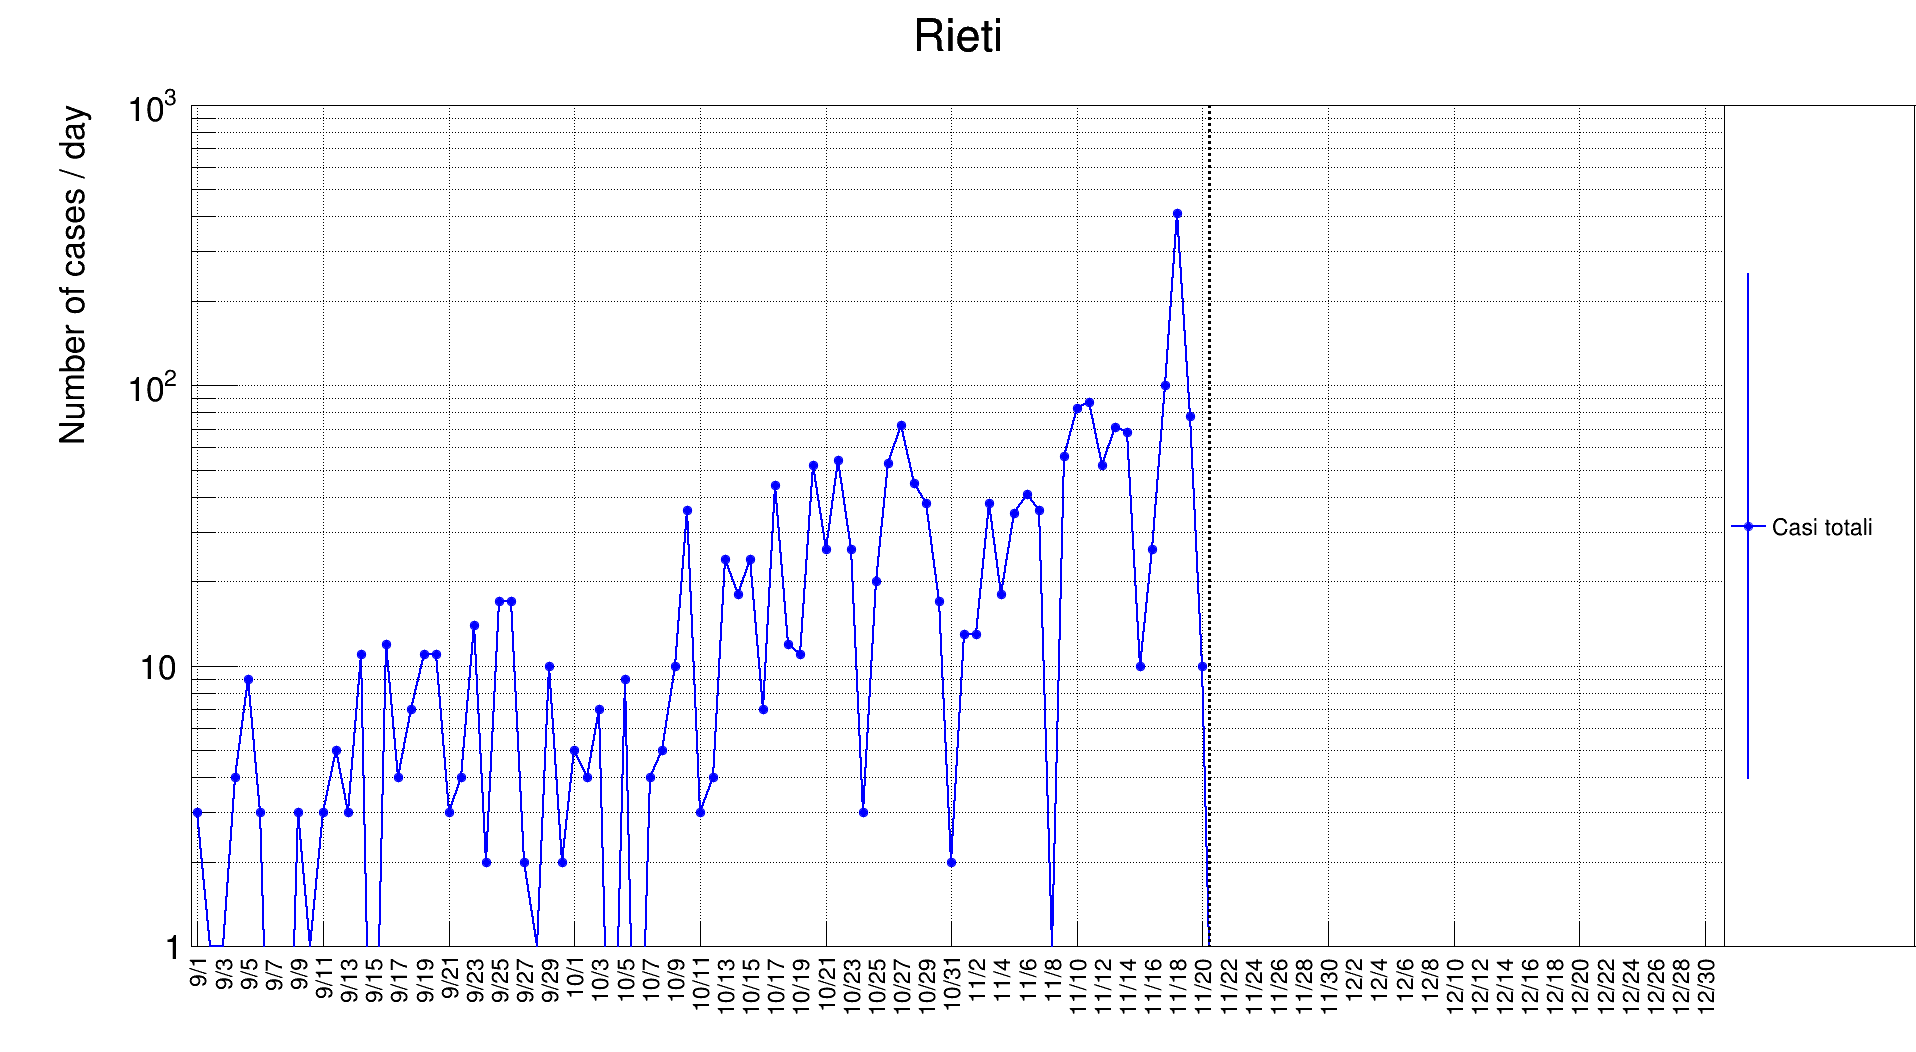 Rieti
Number of cases / day
10³
10²
10
1
9/1 9/3 9/5 9/7 9/9 9/11 9/13 9/15 9/17 9/19 9/21 9/23 9/25 9/27 9/29 10/1 10/3 10/5 10/7 10/9 10/11 10/13 10/15 10/17 10/19 10/21 10/23 10/25 10/27 10/29 10/31 11/2 11/4 11/6 11/8 11/10 11/12 11/14 11/16 11/18 11/20 11/22 11/24 11/26 11/28 11/30 12/2 12/4 12/6 12/8 12/10 12/12 12/14 12/16 12/18 12/20 12/22 12/24 12/26 12/28 12/30
Casi totali